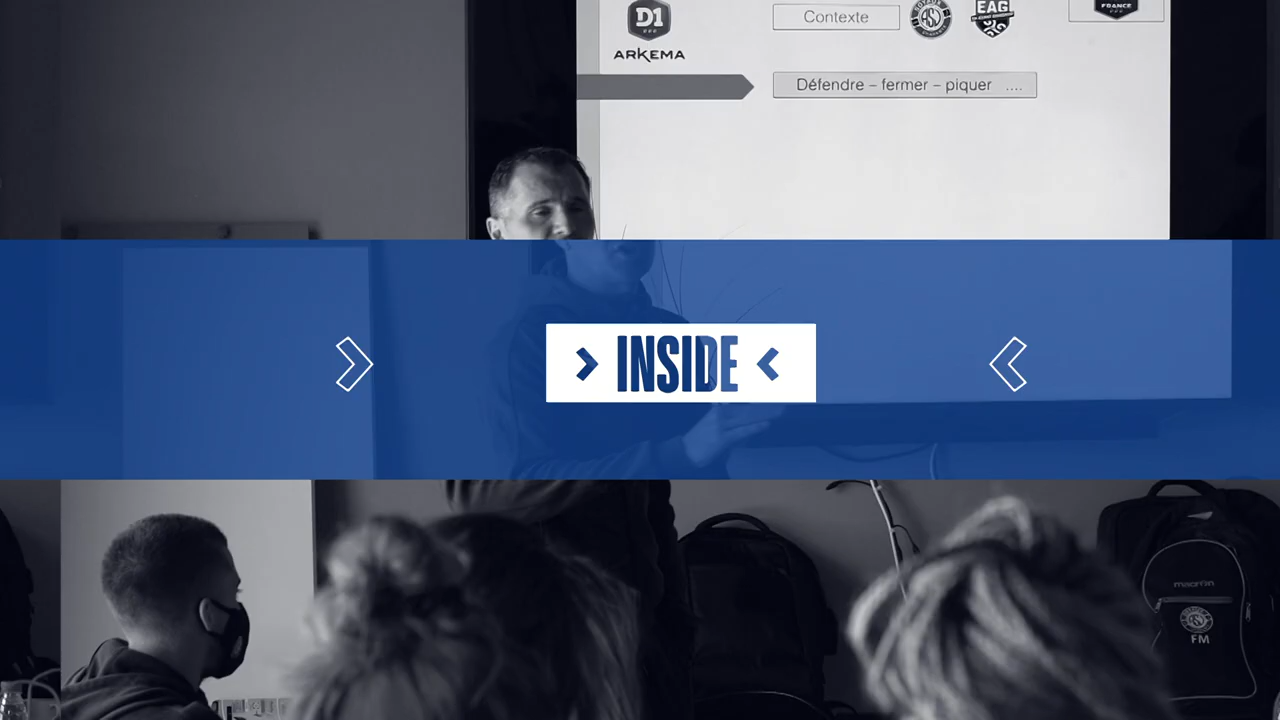 D1
ARKEMA
Contexte
EAG
FRANCE
Défendre – fermer – piquer ....
INSIDE
macron
FM